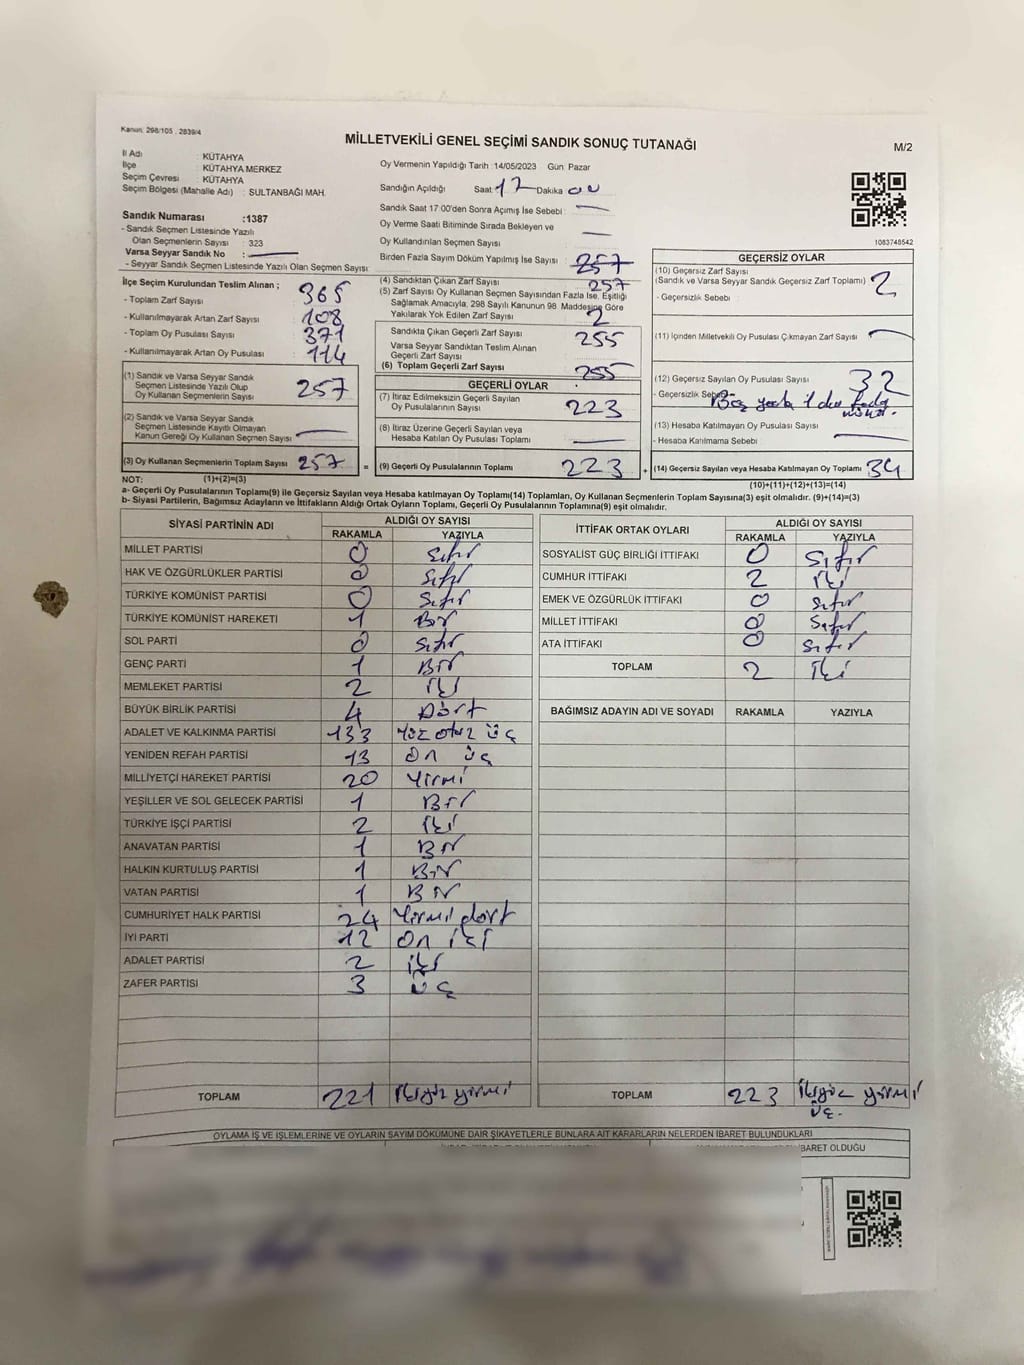 Kanun: 298/105 , 2839/4
MİLLETVEKİLİ GENEL SEÇİMİ SANDIK SONUÇ TUTANAĞI
M/2
İl Adı : KÜTAHYA
İlçe : KÜTAHYA MERKEZ
Seçim Çevresi : KÜTAHYA
Seçim Bölgesi (Mahalle Adı) : SULTANBAĞI MAH.
Oy Vermenin Yapıldığı Tarih :14/05/2023 Gün: Pazar
Sandığın Açıldığı Saat 17 Dakika 00
Sandık Saat 17:00'den Sonra Açımış İse Sebebi :
Oy Verme Saati Bitiminde Sırada Bekleyen ve
Oy Kullandırılan Seçmen Sayısı
Birden Fazla Sayım Döküm Yapılmış İse Sayısı : 257
1083748542
Sandık Numarası :1387
- Sandık Seçmen Listesinde Yazılı
Olan Seçmenlerin Sayısı : 323
Varsa Seyyar Sandık No :
- Seyyar Sandık Seçmen Listesinde Yazılı Olan Seçmen Sayısı:
İlçe Seçim Kurulundan Teslim Alınan ;
- Toplam Zarf Sayısı 365
- Kullanılmayarak Artan Zarf Sayısı : 108
- Toplam Oy Pusulası Sayısı : 371
- Kullanılmayarak Artan Oy Pusulası : 114
(1) Sandık ve Varsa Seyyar Sandık
Seçmen Listesinde Yazılı Olup
Oy Kullanan Seçmenlerin Sayısı 257
(2) Sandık ve Varsa Seyyar Sandık
Seçmen Listesinde Kayıtlı Olmayan
Kanun Gereği Oy Kullanan Seçmen Sayısı
(3) Oy Kullanan Seçmenlerin Toplam Sayısı 257
(4) Sandıktan Çıkan Zarf Sayısı 257
(5) Zarf Sayısı Oy Kullanan Seçmen Sayısından Fazla İse, Eşitliği
Sağlamak Amacıyla, 298 Sayılı Kanunun 98. Maddesine Göre
Yakılarak Yok Edilen Zarf Sayısı : 2
Sandıkta Çıkan Geçerli Zarf Sayısı 255
Varsa Seyyar Sandıktan Teslim Alınan
Geçerli Zarf Sayısı
(6) Toplam Geçerli Zarf Sayısı 255
GEÇERLİ OYLAR
(7) İtiraz Edilmeksizin Geçerli Sayılan
Oy Pusulalarının Sayısı 223
(8) İtiraz Üzerine Geçerli Sayılan veya
Hesaba Katılan Oy Pusulası Toplamı
= (9) Geçerli Oy Pusulalarının Toplamı 223
GEÇERSİZ OYLAR
(10) Geçersiz Zarf Sayısı
(Sandık ve Varsa Seyyar Sandık Geçersiz Zarf Toplamı) : 2
- Geçersizlik Sebebi :
(11) İçinden Milletvekili Oy Pusulası Çıkmayan Zarf Sayısı:
(12) Geçersiz Sayılan Oy Pusulası Sayısı 32
- Geçersizlik Sebebi
(13) Hesaba Katılmayan Oy Pusulası Sayısı :
- Hesaba Katılmama Sebebi :
+ (14) Geçersiz Sayılan veya Hesaba Katılmayan Oy Toplamı 34
NOT: (1)+(2)=(3)
(10)+(11)+(12)+(13)=(14)
a- Geçerli Oy Pusulalarının Toplamı(9) ile Geçersiz Sayılan veya Hesaba katılmayan Oy Toplamı(14) Toplamları, Oy Kullanan Seçmenlerin Toplam Sayısına(3) eşit olmalıdır. (9)+(14)=(3)
b- Siyasi Partilerin, Bağımsız Adayların ve İttifakların Aldığı Ortak Oyların Toplamı, Geçerli Oy Pusulalarının Toplamına(9) eşit olmalıdır.
SİYASİ PARTİNİN ADI
ALDIĞI OY SAYISI
RAKAMLA YAZIYLA
MİLLET PARTİSİ 0 Sıfır
HAK VE ÖZGÜRLÜKLER PARTİSİ 0 Sıfır
TÜRKİYE KOMÜNİST PARTİSİ 0 Sıfır
TÜRKİYE KOMÜNİST HAREKETİ 1 Bir
SOL PARTİ 0 Sıfır
GENÇ PARTİ 1 Bir
MEMLEKET PARTİSİ 2 İki
BÜYÜK BİRLİK PARTİSİ 4 Dört
ADALET VE KALKINMA PARTİSİ 133 Yüz otuz üç
YENİDEN REFAH PARTİSİ 13 On üç
MİLLİYETÇİ HAREKET PARTİSİ 20 Yirmi
YEŞİLLER VE SOL GELECEK PARTİSİ 1 Bir
TÜRKİYE İŞÇİ PARTİSİ 2 İki
ANAVATAN PARTİSİ 1 Bir
HALKIN KURTULUŞ PARTİSİ 1 Bir
VATAN PARTİSİ 1 Bir
CUMHURİYET HALK PARTİSİ 24 Yirmi dört
İYİ PARTİ 12 On iki
ADALET PARTİSİ 2 iki
ZAFER PARTİSİ 3 üç
TOPLAM 221 İkiyüz yirmi
İTTİFAK ORTAK OYLARI
ALDIĞI OY SAYISI
RAKAMLA YAZIYLA
SOSYALİST GÜÇ BİRLİĞİ İTTİFAKI 0 Sıfır
CUMHUR İTTİFAKI 2 İki
EMEK VE ÖZGÜRLÜK İTTİFAKI 0 Sıfır
MİLLET İTTİFAKI 0 Sıfır
ATA İTTİFAKI 0 Sıfır
TOPLAM 2 İki
BAĞIMSIZ ADAYIN ADI VE SOYADI RAKAMLA YAZIYLA
TOPLAM 223 İkiyüz yirmi
üç.
OYLAMA İŞ VE İŞLEMLERİNE VE OYLARIN SAYIM DÖKÜMÜNE DAİR ŞİKAYETLERLE BUNLARA AİT KARARLARIN NELERDEN İBARET BULUNDUKLARI
İBARET OLDUĞU